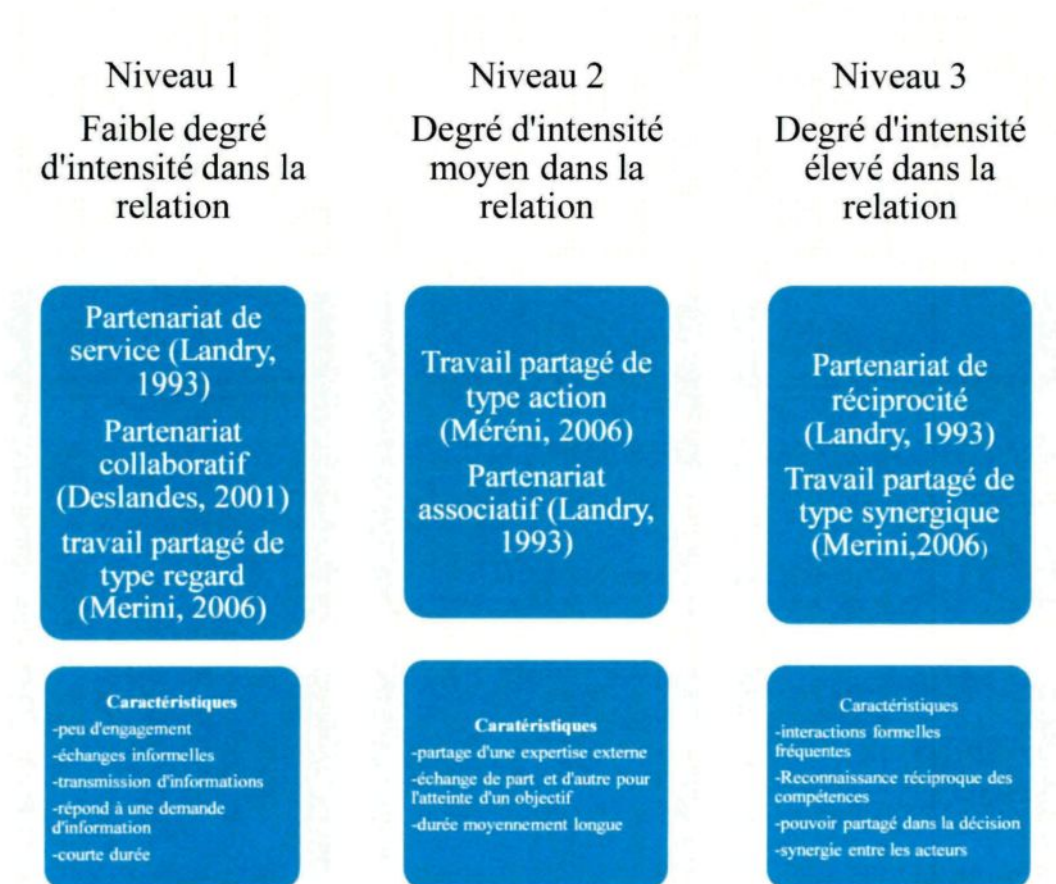 Niveau 1
Faible degré
d'intensité dans la
relation
Partenariat de
service (Landry,
1993)
Partenariat
collaboratif
(Deslandes, 2001)
travail partagé de
type regard
(Merini, 2006)
Caractéristiques
-peu d'engagement
-échanges informelles
-transmission d'informations
-répond à une demande
d'information
-courte durée
Niveau 2
Degré d'intensité
moyen dans la
relation
Travail partagé de
type action
(Méréni, 2006)
Partenariat
associatif (Landry,
1993)
Caratéristiques
-partage d'une expertise externe
-échange de part et d'autre pour
l'atteinte d'un objectif
-durée moyennement longue
Niveau 3
Degré d'intensité
élevé dans la
relation
Partenariat de
réciprocité
(Landry, 1993)
Travail partagé de
type synergique
(Merini,2006)
Caractéristiques
-interactions formelles
fréquentes
-Reconnaissance réciproque des
compétences
-pouvoir partagé dans la décision
-synergie entre les acteurs